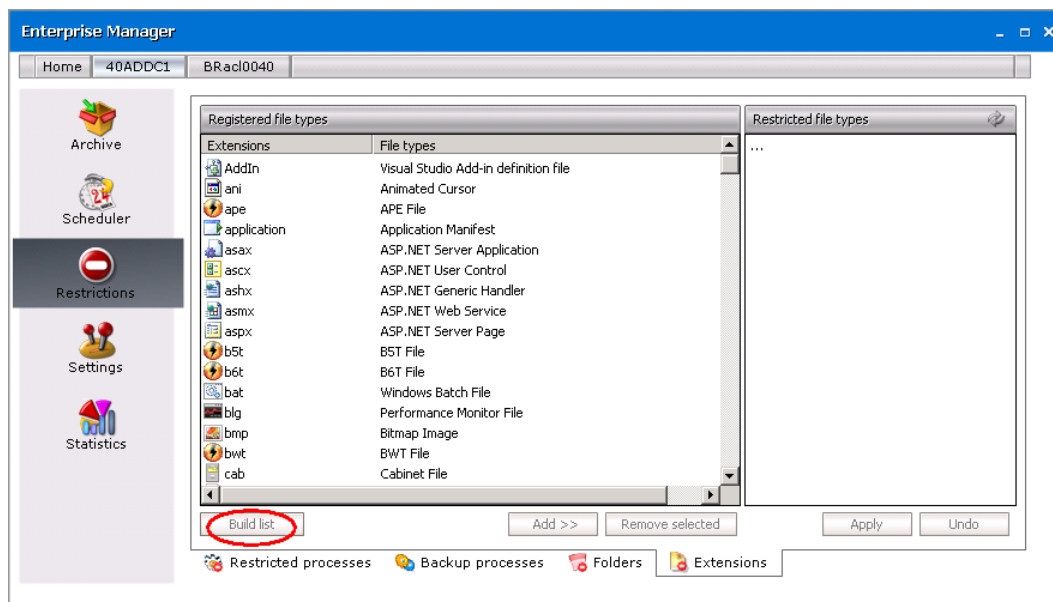 Enterprise Manager
Home 40ADDC1 BRacl0040
Archive
Scheduler
Restrictions
Settings
Statistics
Registered file types
Extensions File types
AddIn Visual Studio Add-in definition file
ani Animated Cursor
ape APE File
application Application Manifest
asax ASP.NET Server Application
ascx ASP.NET User Control
ashx ASP.NET Generic Handler
asmx ASP.NET Web Service
aspx ASP.NET Server Page
b5t B5T File
b6t B6T File
bat Windows Batch File
blg Performance Monitor File
bmp Bitmap Image
bwt BWT File
cab Cabinet File
Restricted file types
...
Build list Add >> Remove selected Apply Undo
Restricted processes Backup processes Folders Extensions